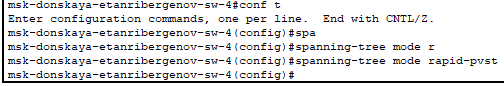 msk-donskaya-etanribergenov-sw-4#conf t
Enter configuration commands, one per line.  End with CNTL/Z.
msk-donskaya-etanribergenov-sw-4(config)#spa
msk-donskaya-etanribergenov-sw-4(config)#spanning-tree mode r
msk-donskaya-etanribergenov-sw-4(config)#spanning-tree mode rapid-pvst
msk-donskaya-etanribergenov-sw-4(config)#